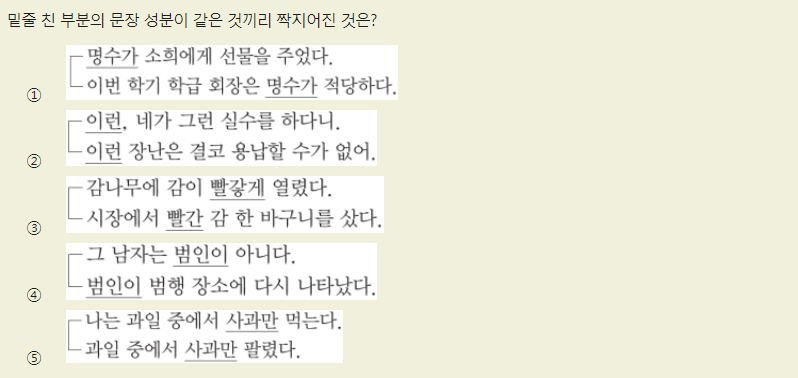 밑줄 친 부분의 문장 성분이 같은 것끼리 짝지어진 것은?
명수가 소희에게 선물을 주었다.
① 이번 학기 학급 회장은 명수가 적당하다.
이런, 네가 그런 실수를 하다니.
② 이런 장난은 결코 용납할 수가 없어.
감나무에 감이 빨갛게 열렸다.
③ 시장에서 빨간 감 한 바구니를 샀다.
그 남자는 범인이 아니다.
④ 범인이 범행 장소에 다시 나타났다.
나는 과일 중에서 사과만 먹는다.
⑤ 과일 중에서 사과만 팔렸다.